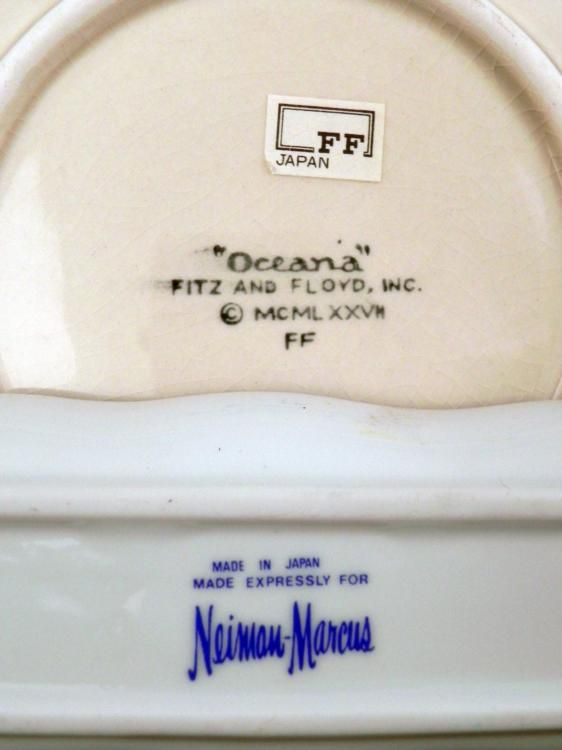 FF
JAPAN
"Oceana"
FITZ AND FLOYD, INC.
© MCMLXXVII
FF
MADE IN JAPAN
MADE EXPRESSLY FOR
Neiman-Marcus